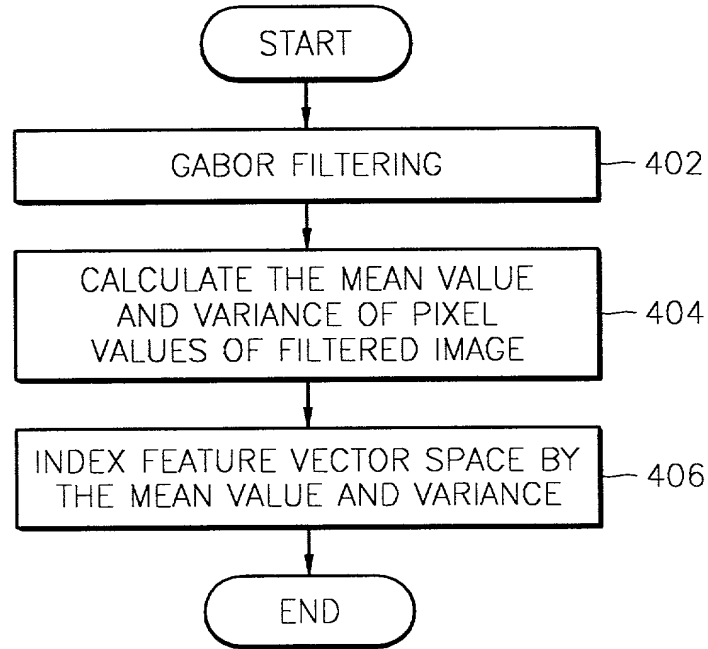 START
GABOR FILTERING
402
CALCULATE THE MEAN VALUE
AND VARIANCE OF PIXEL
VALUES OF FILTERED IMAGE
404
INDEX FEATURE VECTOR SPACE BY
THE MEAN VALUE AND VARIANCE
406
END